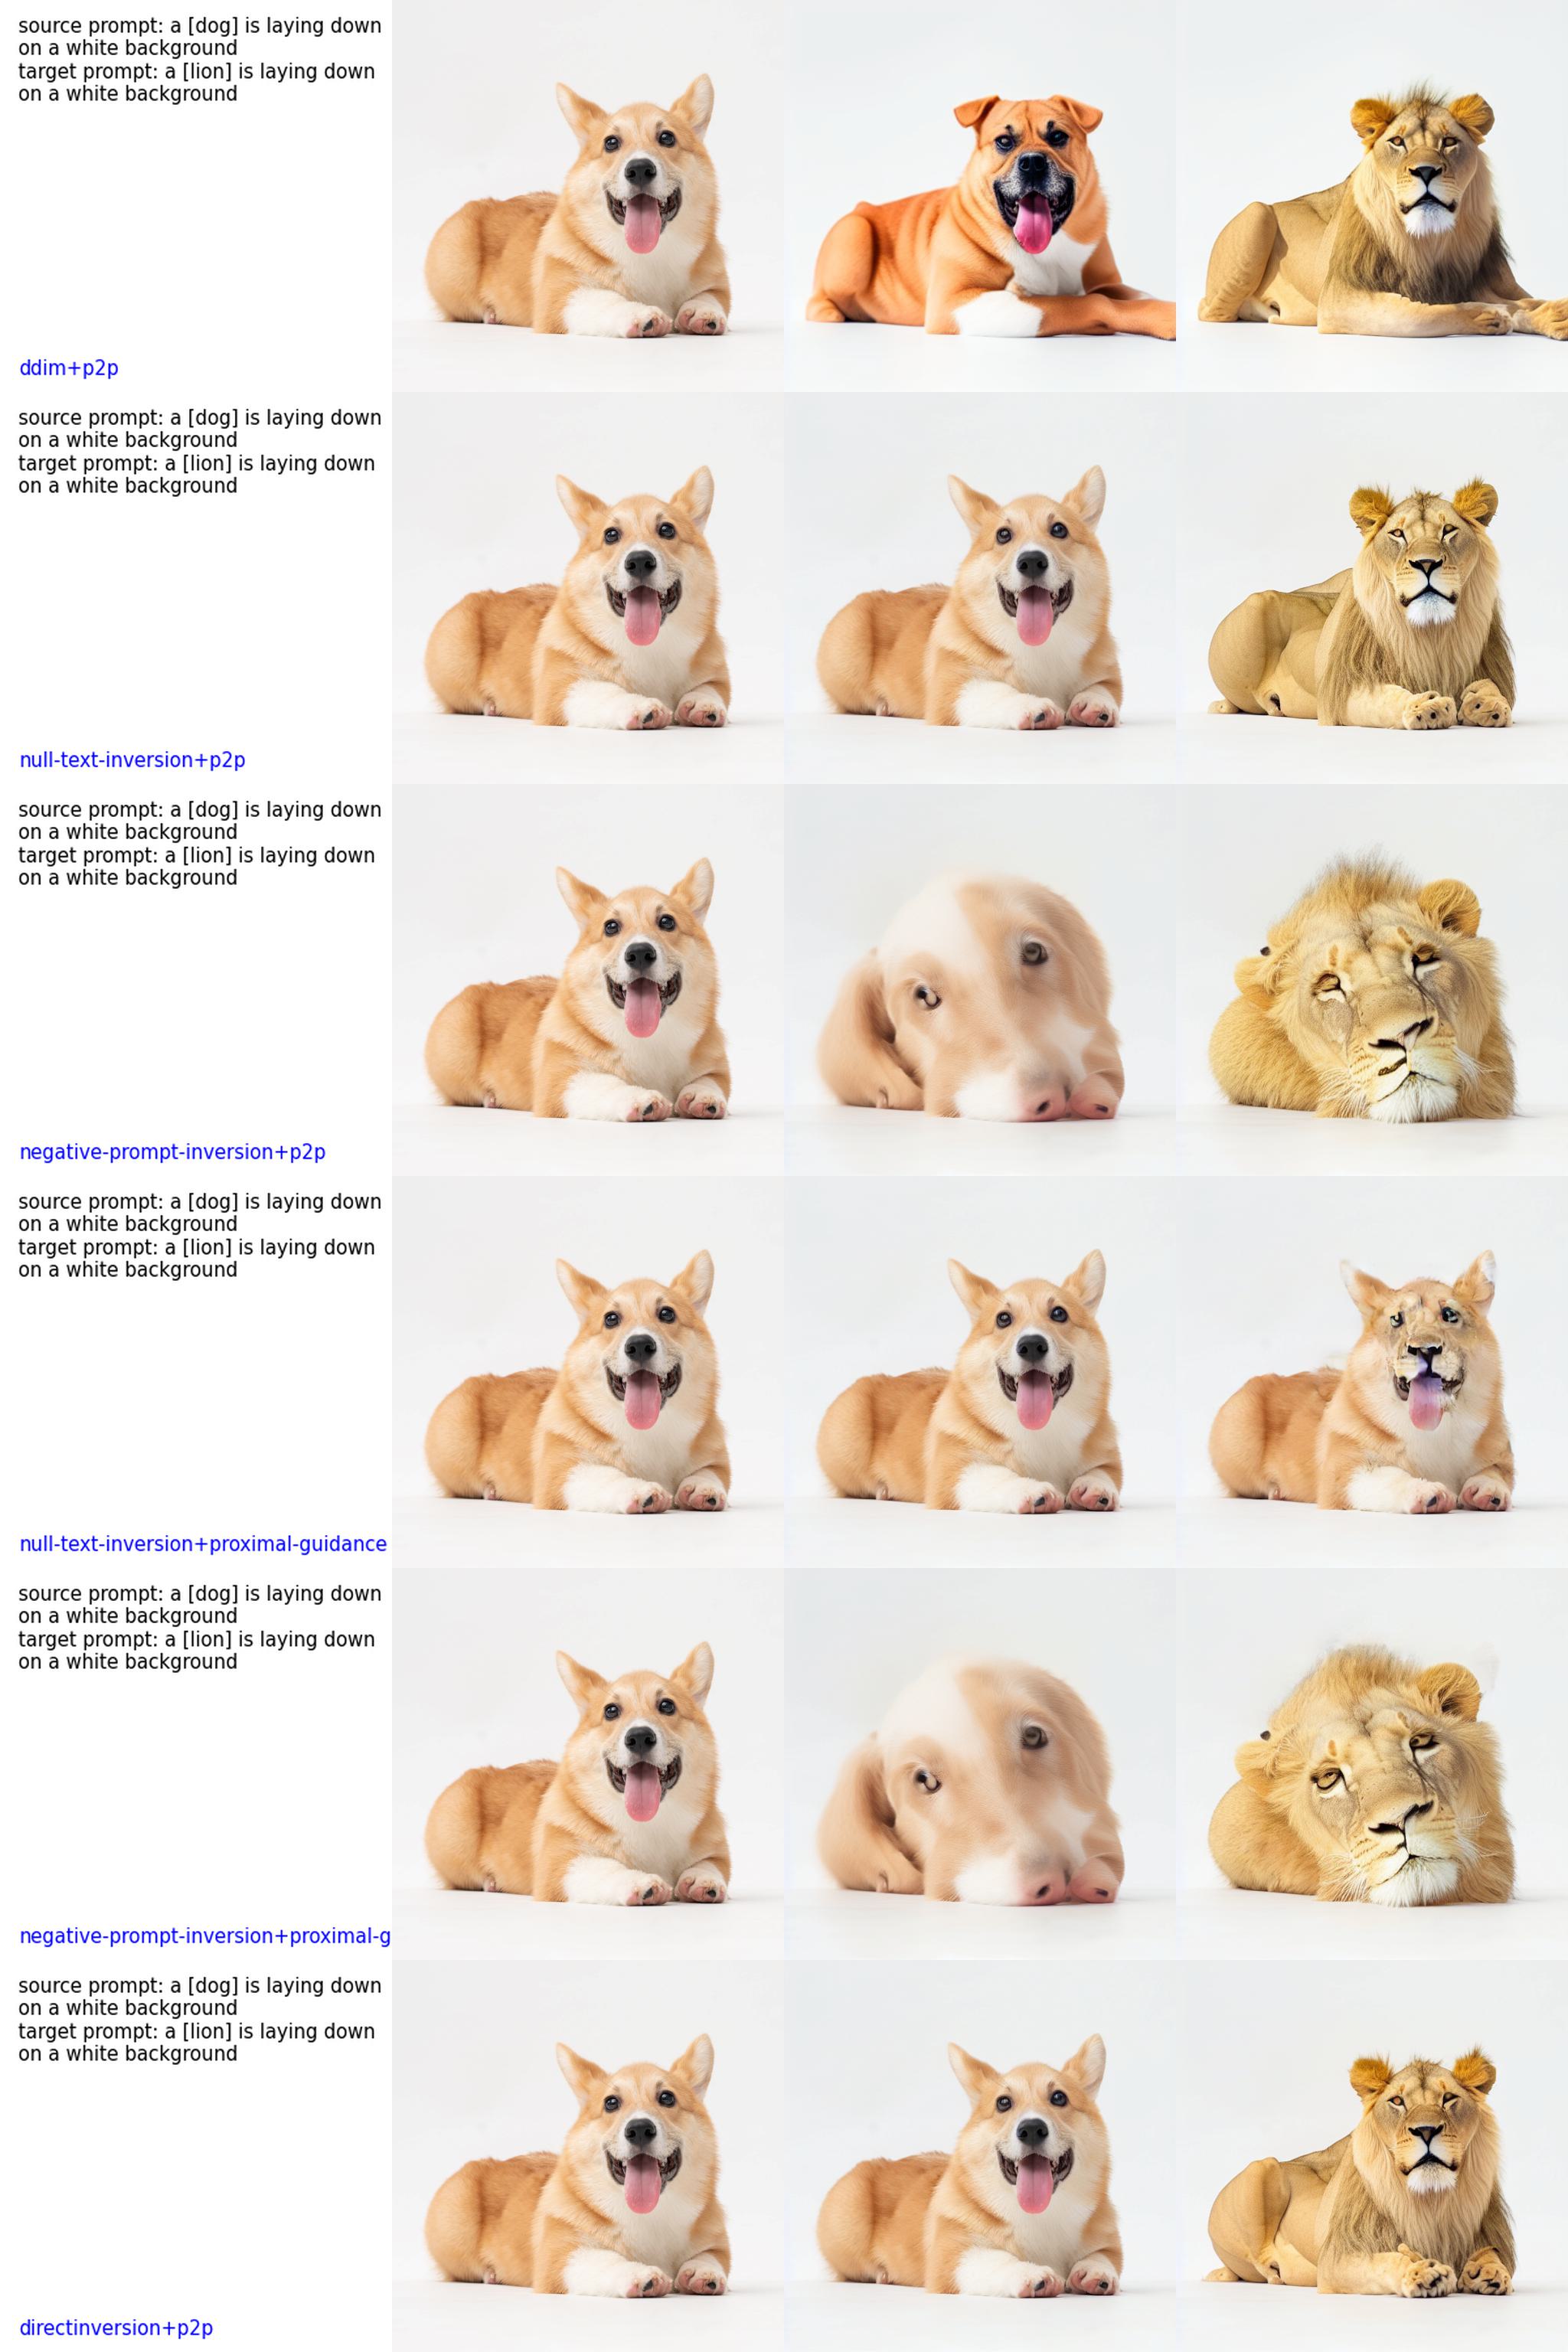 source prompt: a [dog] is laying down
on a white background
target prompt: a [lion] is laying down
on a white background
ddim+p2p
source prompt: a [dog] is laying down
on a white background
target prompt: a [lion] is laying down
on a white background
null-text-inversion+p2p
source prompt: a [dog] is laying down
on a white background
target prompt: a [lion] is laying down
on a white background
negative-prompt-inversion+p2p
source prompt: a [dog] is laying down
on a white background
target prompt: a [lion] is laying down
on a white background
null-text-inversion+proximal-guidance
source prompt: a [dog] is laying down
on a white background
target prompt: a [lion] is laying down
on a white background
negative-prompt-inversion+proximal-g
source prompt: a [dog] is laying down
on a white background
target prompt: a [lion] is laying down
on a white background
directinversion+p2p